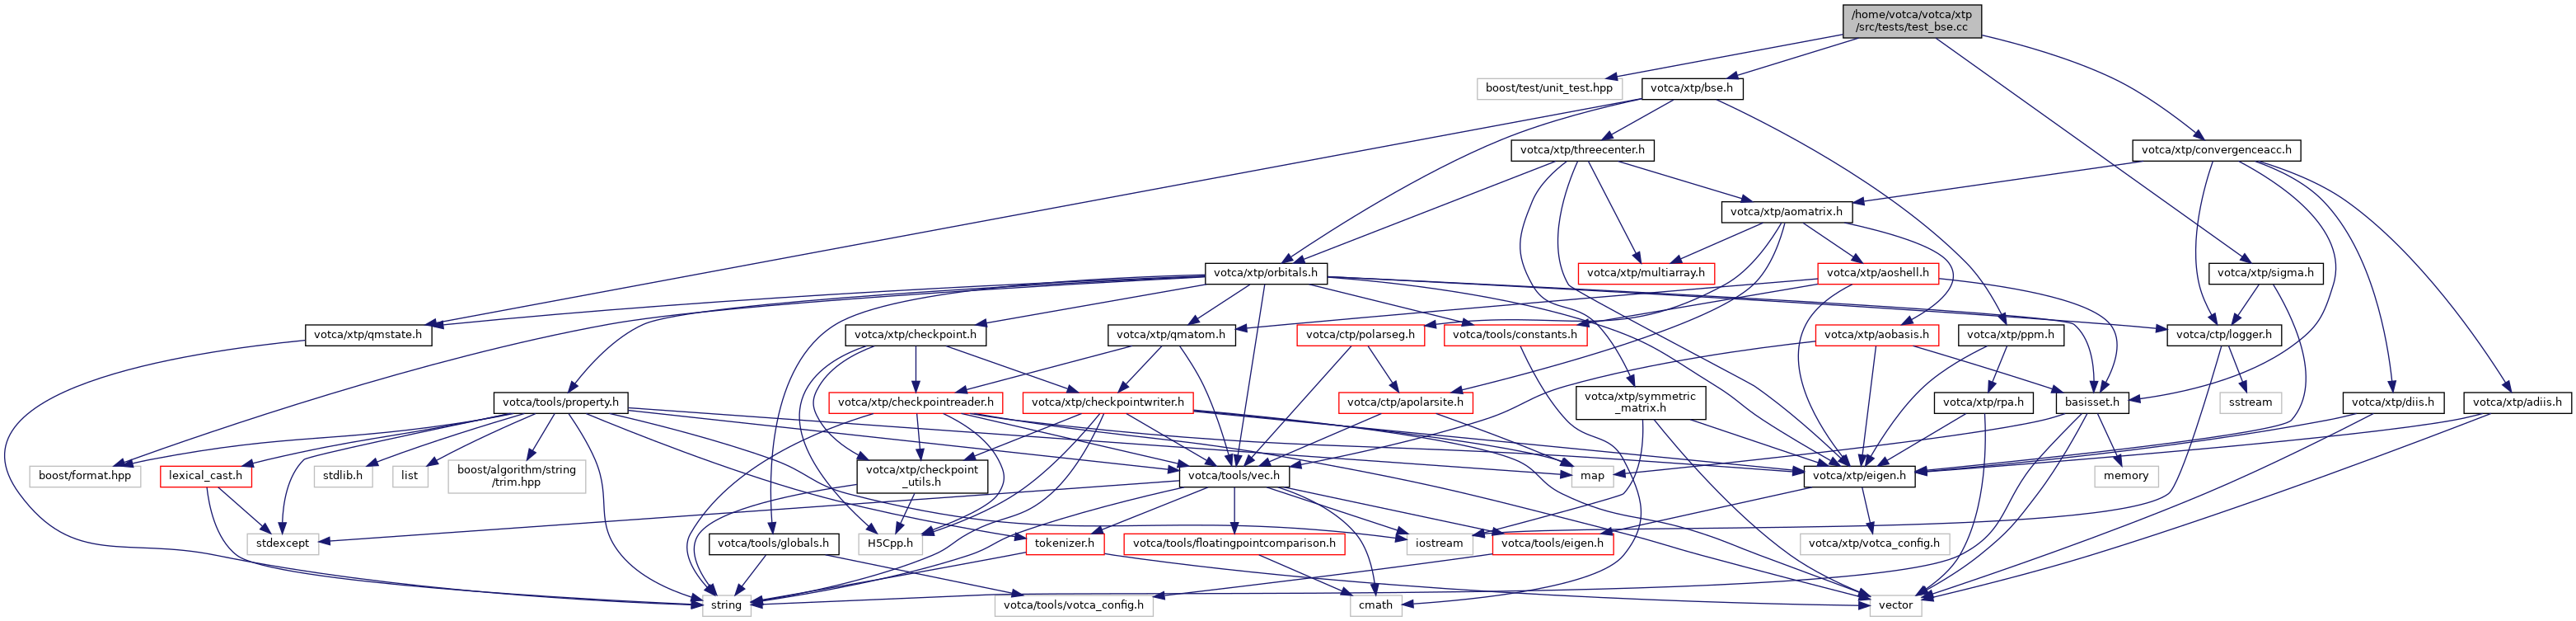 /home/votca/votca/xtp
/src/tests/test_bse.cc
boost/test/unit_test.hpp
votca/xtp/bse.h
votca/xtp/threecenter.h
votca/xtp/convergenceacc.h
votca/xtp/aomatrix.h
votca/xtp/orbitals.h
votca/xtp/multiarray.h
votca/xtp/aoshell.h
votca/xtp/sigma.h
votca/xtp/qmstate.h
votca/xtp/checkpoint.h
votca/xtp/qmatom.h
votca/ctp/polarseg.h
votca/tools/constants.h
votca/xtp/aobasis.h
votca/xtp/ppm.h
votca/ctp/logger.h
votca/tools/property.h
votca/xtp/checkpointreader.h
votca/xtp/checkpointwriter.h
votca/ctp/apolarsite.h
votca/xtp/symmetric
_matrix.h
votca/xtp/rpa.h
basisset.h
sstream
votca/xtp/diis.h
votca/xtp/adiis.h
boost/format.hpp
lexical_cast.h
stdlib.h
list
boost/algorithm/string
/trim.hpp
votca/xtp/checkpoint
_utils.h
votca/tools/vec.h
map
votca/xtp/eigen.h
memory
stdexcept
votca/tools/globals.h
H5Cpp.h
tokenizer.h
votca/tools/floatingpointcomparison.h
iostream
votca/tools/eigen.h
votca/xtp/votca_config.h
string
votca/tools/votca_config.h
cmath
vector